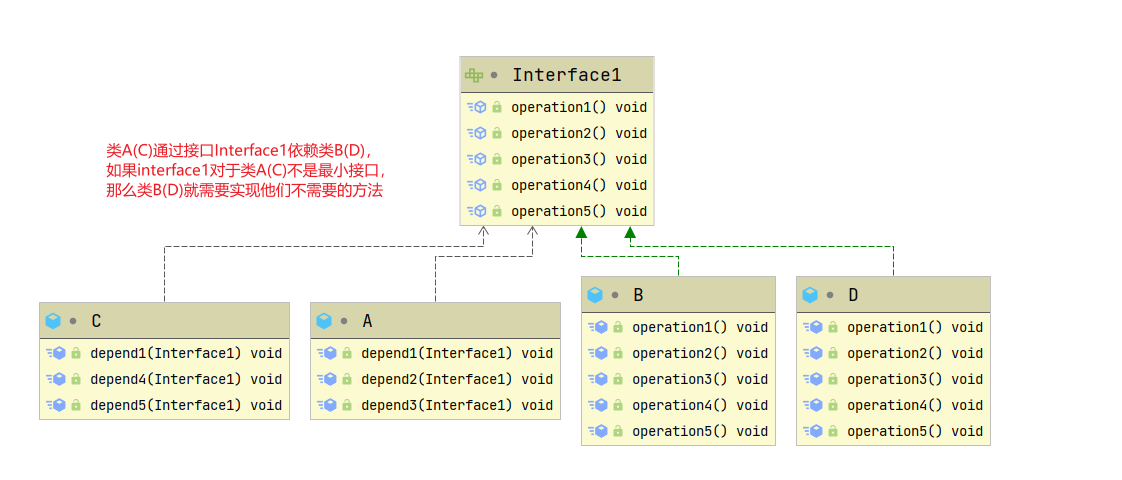 Interface1
operation1() void
operation2() void
operation3() void
operation4() void
operation5() void
类A(C)通过接口Interface1依赖类B(D)，
如果interface1对于类A(C)不是最小接口，
那么类B(D)就需要实现他们不需要的方法
C
depend1(Interface1) void
depend4(Interface1) void
depend5(Interface1) void
A
depend1(Interface1) void
depend2(Interface1) void
depend3(Interface1) void
B
operation1() void
operation2() void
operation3() void
operation4() void
operation5() void
D
operation1() void
operation2() void
operation3() void
operation4() void
operation5() void